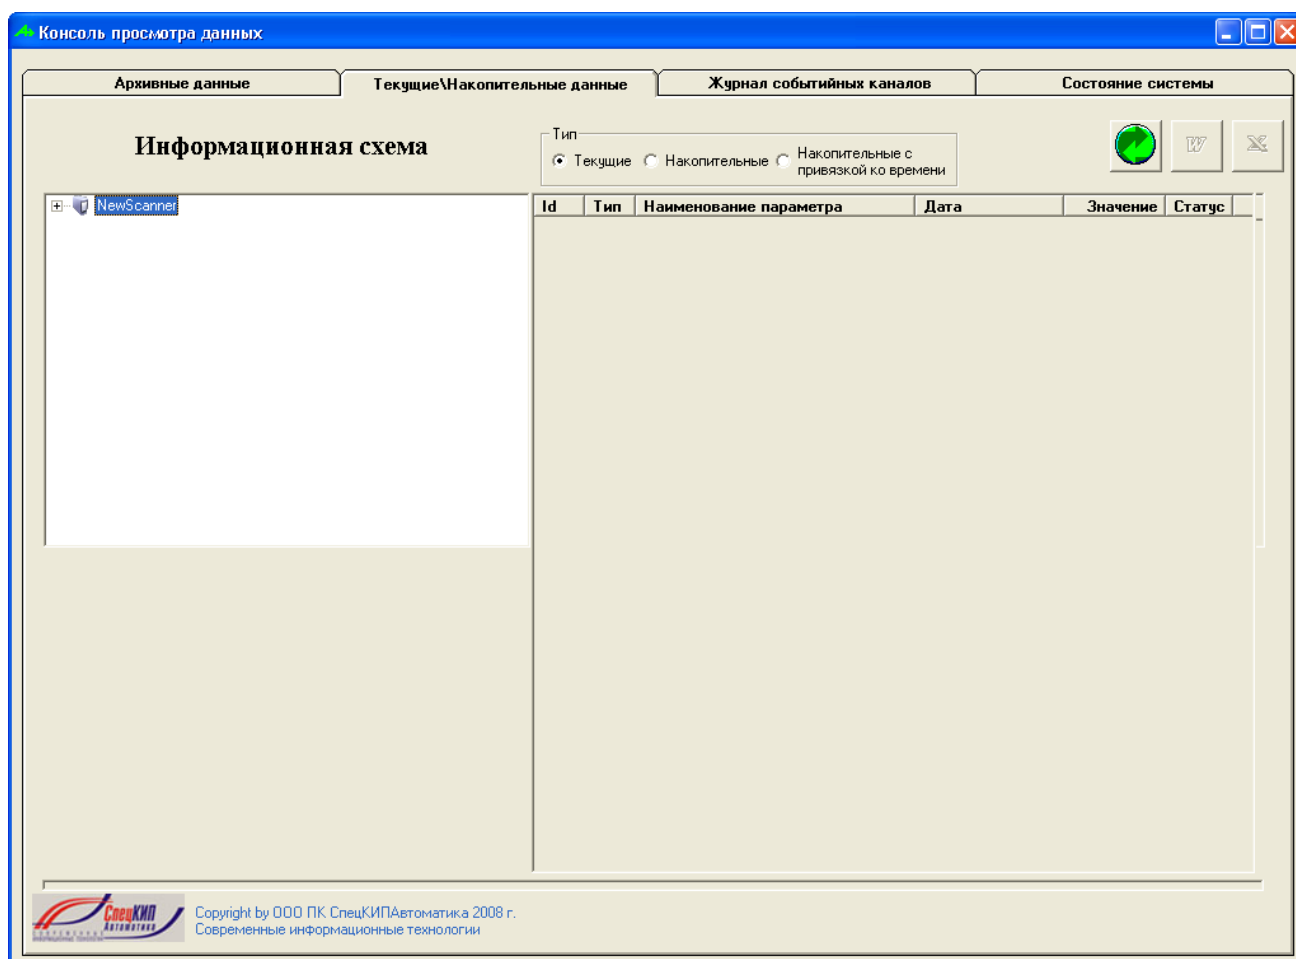 Консоль просмотра данных
Архивные данные
Текущие\Накопительные данные
Журнал событийных каналов
Состояние системы
Информационная схема
Тип
Текущие
Накопительные
Накопительные с
привязкой ко времени
NewScanner
Id Тип Наименование параметра Дата Значение Статус
СпецКИП
Автоматика
Copyright by ООО ПК СпецКИПАвтоматика 2008 г.
Современные информационные технологии